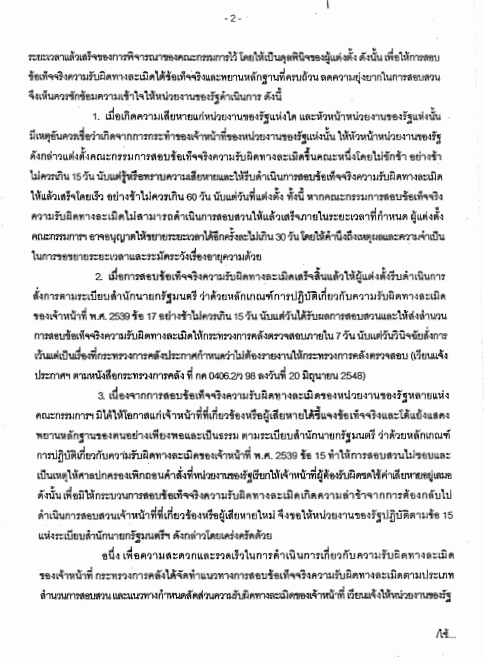 - 2 -
ระยะเวลาแล้วเสร็จของการพิจารณาของคณะกรรมการไว้ โดยให้เป็นดุลพินิจของผู้แต่งตั้ง ดังนั้น เพื่อให้การสอบ
ข้อเท็จจริงความรับผิดทางละเมิดได้ข้อเท็จจริงและพยานหลักฐานที่ครบถ้วน ลดความยุ่งยากในการสอบสวน
จึงเห็นควรซักซ้อมความเข้าใจให้หน่วยงานของรัฐดำเนินการ ดังนี้
1. เมื่อเกิดความเสียหายแก่หน่วยงานของรัฐแห่งใด และหัวหน้าหน่วยงานของรัฐแห่งนั้น
มีเหตุอันควรเชื่อว่าเกิดจากการกระทำของเจ้าหน้าที่ของหน่วยงานของรัฐแห่งนั้น ให้หัวหน้าหน่วยงานของรัฐ
ดังกล่าวแต่งตั้งคณะกรรมการสอบข้อเท็จจริงความรับผิดทางละเมิดขึ้นคณะหนึ่งโดยไม่ชักช้า อย่างช้า
ไม่ควรเกิน 15 วัน นับแต่รู้หรือทราบความเสียหายและให้รีบดำเนินการสอบข้อเท็จจริงความรับผิดทางละเมิด
ให้แล้วเสร็จโดยเร็ว อย่างช้าไม่ควรเกิน 60 วัน นับแต่วันที่แต่งตั้ง ทั้งนี้ หากคณะกรรมการสอบข้อเท็จจริง
ความรับผิดทางละเมิดไม่สามารถดำเนินการสอบสวนให้แล้วเสร็จภายในระยะเวลาที่กำหนด ผู้แต่งตั้ง
คณะกรรมการฯ อาจอนุญาตให้ขยายระยะเวลาได้อีกครั้งละไม่เกิน 30 วัน โดยให้คำนึงถึงเหตุผลและความจำเป็น
ในการขอขยายระยะเวลาและระมัดระวังเรื่องอายุความด้วย
2. เมื่อการสอบข้อเท็จจริงความรับผิดทางละเมิดเสร็จสิ้นแล้วให้ผู้แต่งตั้งรีบดำเนินการ
สั่งการตามระเบียบสำนักนายกรัฐมนตรี ว่าด้วยหลักเกณฑ์การปฏิบัติเกี่ยวกับความรับผิดทางละเมิด
ของเจ้าหน้าที่ พ.ศ. 2539 ข้อ 17 อย่างช้าไม่ควรเกิน 15 วัน นับแต่วันได้รับผลการสอบสวนและให้ส่งสำนวน
การสอบข้อเท็จจริงความรับผิดทางละเมิดให้กระทรวงการคลังตรวจสอบภายใน 7 วัน นับแต่วันวินิจฉัยสั่งการ
เว้นแต่เป็นเรื่องที่กระทรวงการคลังประกาศกำหนดว่าไม่ต้องรายงานให้กระทรวงการคลังตรวจสอบ (เวียนแจ้ง
ประกาศฯ ตามหนังสือกระทรวงการคลัง ที่ กค 0406.2/ว 98 ลงวันที่ 20 มิถุนายน 2548)
3. เนื่องจากการสอบข้อเท็จจริงความรับผิดทางละเมิดของหน่วยงานของรัฐหลายแห่ง
คณะกรรมการฯ มิได้ให้โอกาสแก่เจ้าหน้าที่ที่เกี่ยวข้องหรือผู้เสียหายได้ชี้แจงข้อเท็จจริงและโต้แย้งแสดง
พยานหลักฐานของตนอย่างเพียงพอและเป็นธรรม ตามระเบียบสำนักนายกรัฐมนตรี ว่าด้วยหลักเกณฑ์
การปฏิบัติเกี่ยวกับความรับผิดทางละเมิดของเจ้าหน้าที่ พ.ศ. 2539 ข้อ 15 ทำให้การสอบสวนไม่ชอบและ
เป็นเหตุให้ศาลปกครองเพิกถอนคำสั่งที่หน่วยงานของรัฐเรียกให้เจ้าหน้าที่ผู้ต้องรับผิดชดใช้ค่าเสียหายอยู่เสมอ
ดังนั้น เพื่อมิให้กระบวนการสอบข้อเท็จจริงความรับผิดทางละเมิดเกิดความล่าช้าจากการต้องกลับไป
ดำเนินการสอบสวนเจ้าหน้าที่ที่เกี่ยวข้องหรือผู้เสียหายใหม่ จึงขอให้หน่วยงานของรัฐปฏิบัติตามข้อ 15
แห่งระเบียบสำนักนายกรัฐมนตรีฯ ดังกล่าวโดยเคร่งครัดด้วย
อนึ่ง เพื่อความสะดวกและรวดเร็วในการดำเนินการเกี่ยวกับความรับผิดทางละเมิด
ของเจ้าหน้าที่ กระทรวงการคลังได้จัดทำแนวทางการสอบข้อเท็จจริงความรับผิดทางละเมิดตามประเภท
สำนวนการสอบสวน และแนวทางกำหนดสัดส่วนความรับผิดทางละเมิดของเจ้าหน้าที่ เวียนแจ้งให้หน่วยงานของรัฐ
/ใช้...